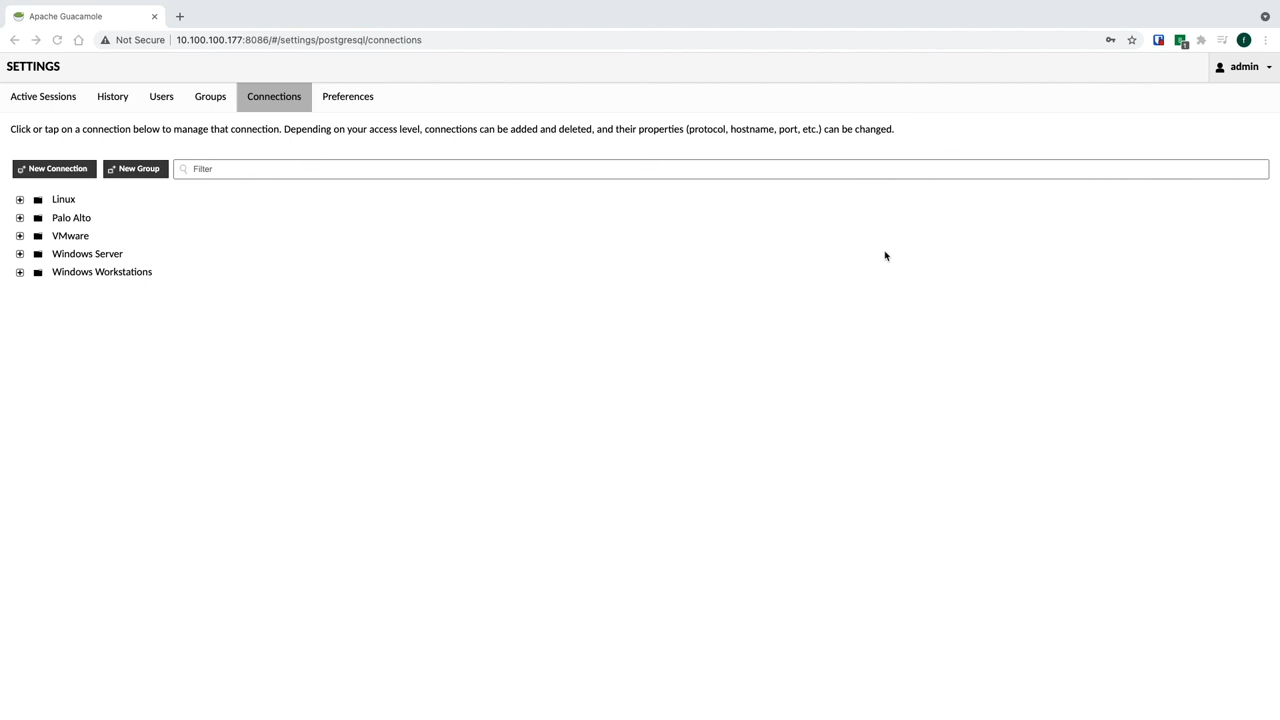 Apache Guacamole
Not Secure 10.100.100.177:8086/#/settings/postgresql/connections
1
f
SETTINGS
admin
Active Sessions History Users Groups Connections Preferences
Click or tap on a connection below to manage that connection. Depending on your access level, connections can be added and deleted, and their properties (protocol, hostname, port, etc.) can be changed.
New Connection New Group Filter
Linux
Palo Alto
VMware
Windows Server
Windows Workstations